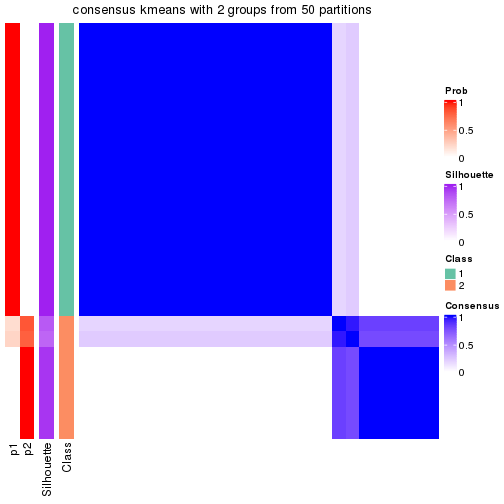 consensus kmeans with 2 groups from 50 partitions
Prob
1
0.5
0
Silhouette
1
0.5
0
Class
1
2
Consensus
1
0.5
0
p1
p2
Silhouette
Class